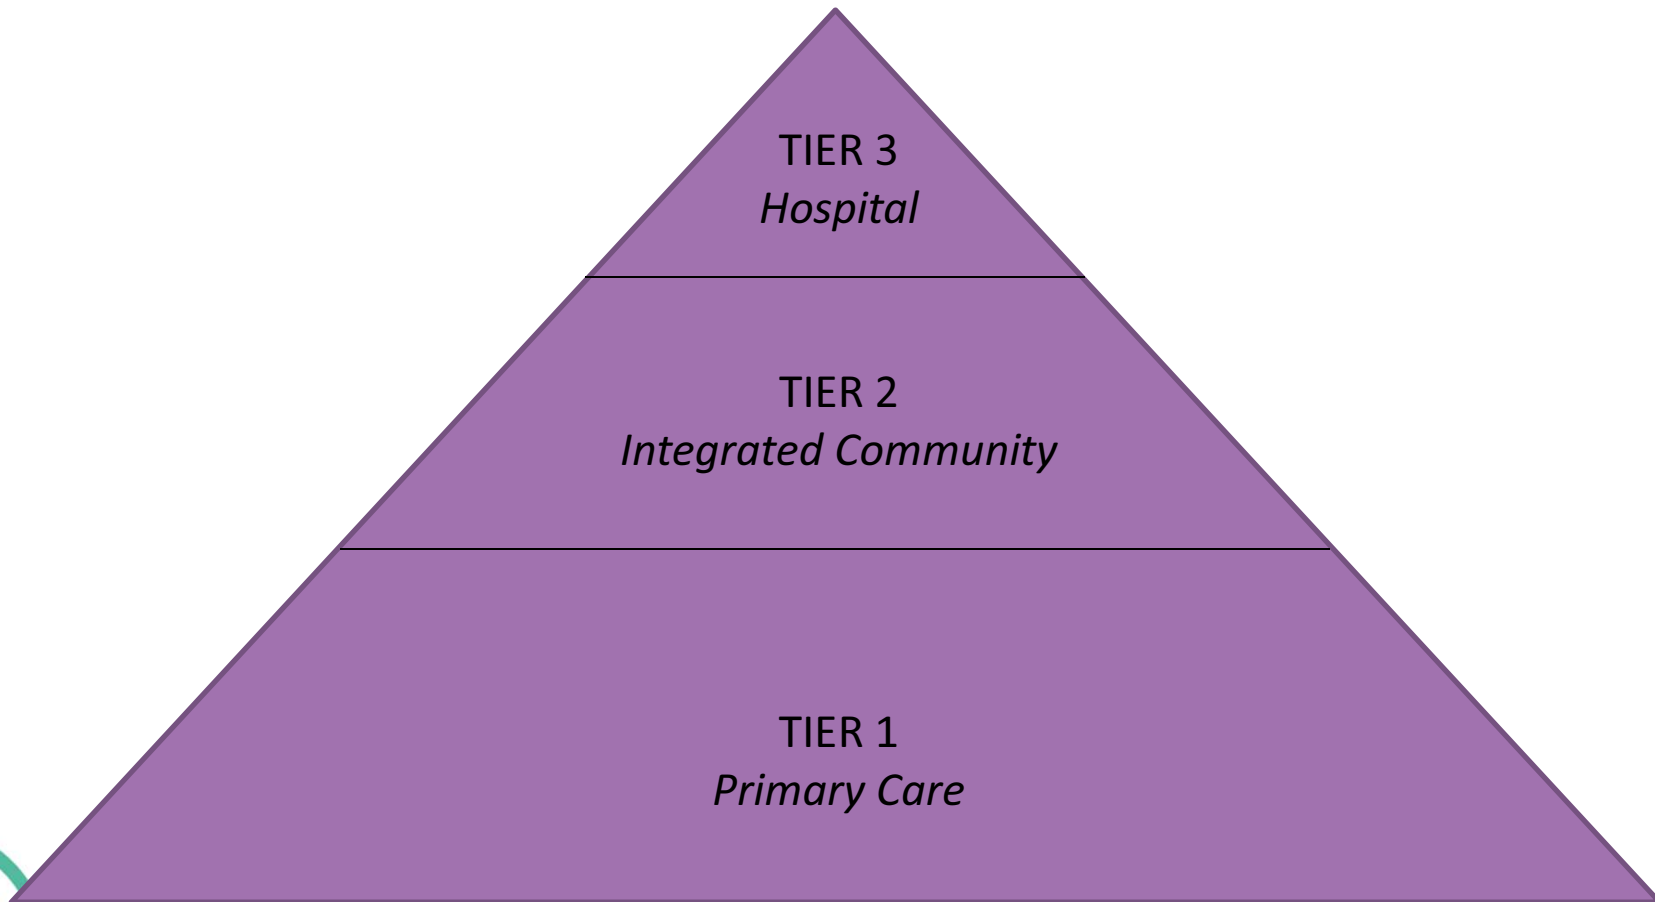 TIER 3
Hospital
TIER 2
Integrated Community
TIER 1
Primary Care